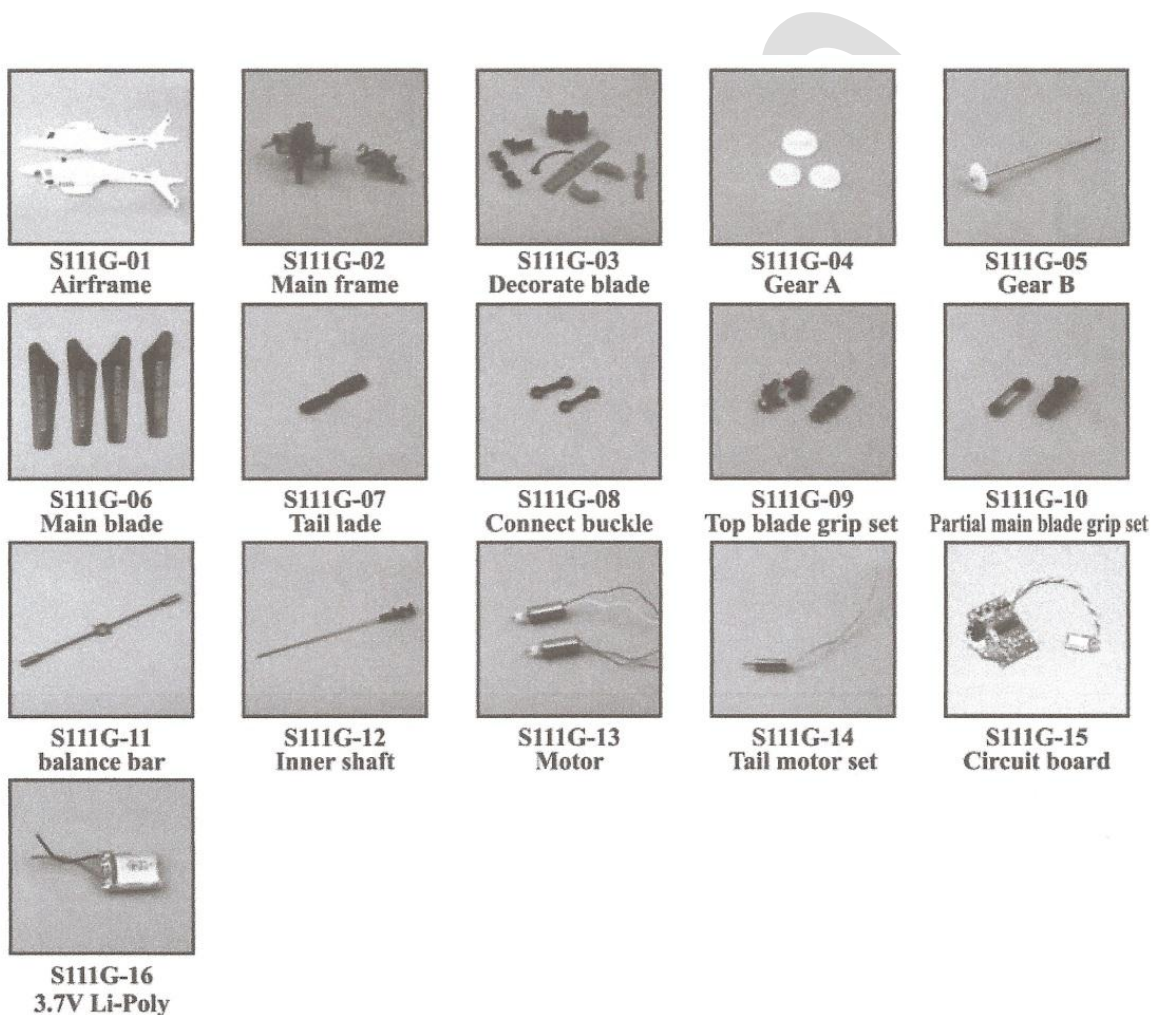 S111G-01
Airframe
S111G-02
Main frame
S111G-03
Decorate blade
S111G-04
Gear A
S111G-05
Gear B
S111G-06
Main blade
S111G-07
Tail lade
S111G-08
Connect buckle
S111G-09
Top blade grip set
S111G-10
Partial main blade grip set
S111G-11
balance bar
S111G-12
Inner shaft
S111G-13
Motor
S111G-14
Tail motor set
S111G-15
Circuit board
S111G-16
3.7V Li-Poly